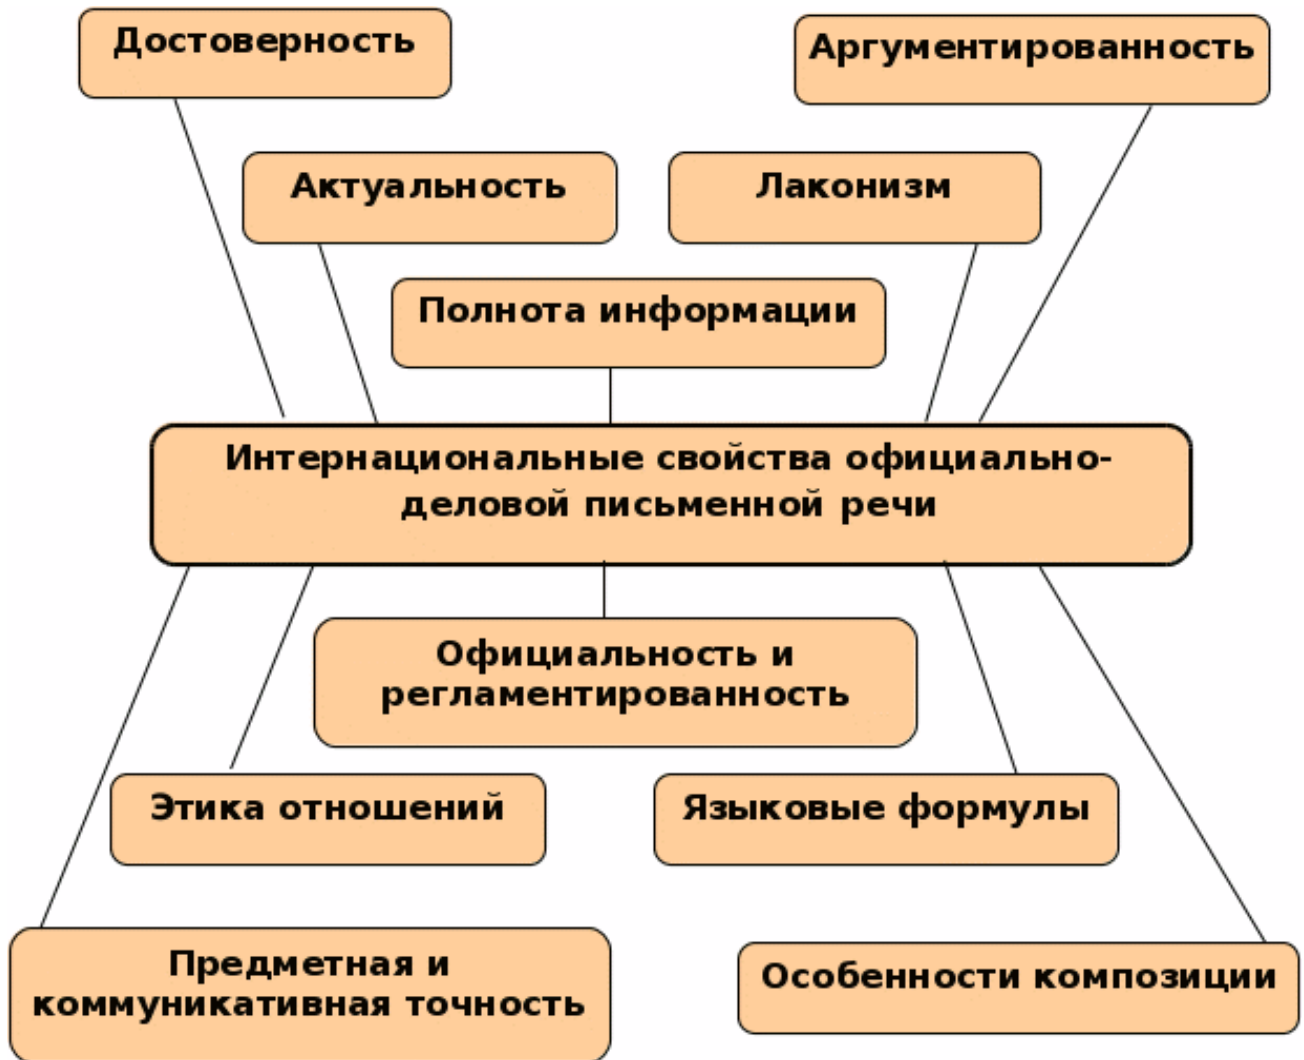 Достоверность
Аргументированность
Актуальность
Лаконизм
Полнота информации
Интернациональные свойства официально-
деловой письменной речи
Официальность и
регламентированность
Этика отношений
Языковые формулы
Предметная и
коммуникативная точность
Особенности композиции